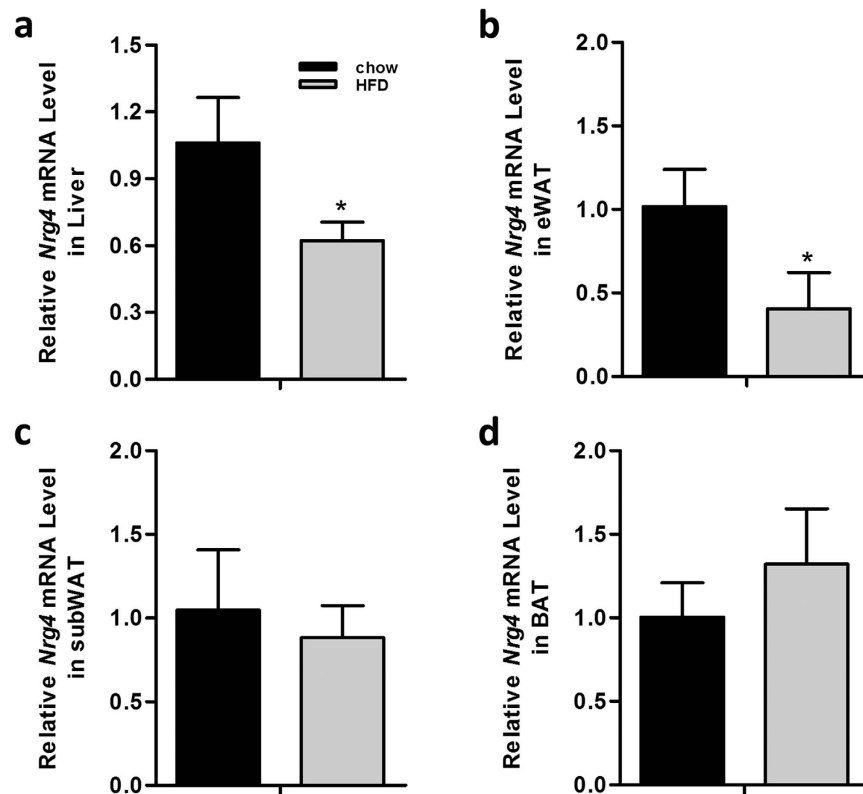 a
Relative Nrg4 mRNA Level
in Liver
1.5
1.2
0.9
0.6
0.3
0.0
chow
HFD
*
b
Relative Nrg4 mRNA Level
in eWAT
2.0
1.5
1.0
0.5
0.0
*
c
Relative Nrg4 mRNA Level
in subWAT
2.0
1.5
1.0
0.5
0.0
d
Relative Nrg4 mRNA Level
in BAT
2.0
1.5
1.0
0.5
0.0